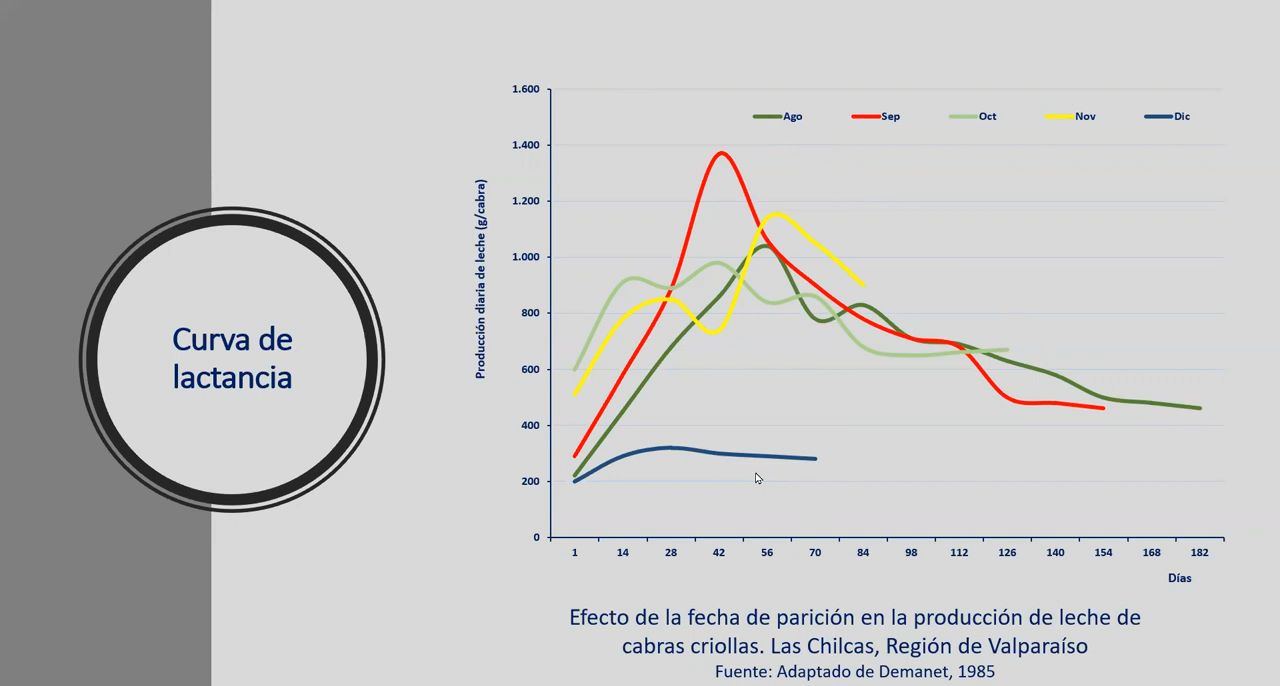 Curva de
lactancia
Producción diaria de leche (g/cabra)
1.600
1.400
1.200
1.000
800
600
400
200
0
Ago Sep Oct Nov Dic
1 14 28 42 56 70 84 98 112 126 140 154 168 182
Días
Efecto de la fecha de parición en la producción de leche de
cabras criollas. Las Chilcas, Región de Valparaíso
Fuente: Adaptado de Demanet, 1985